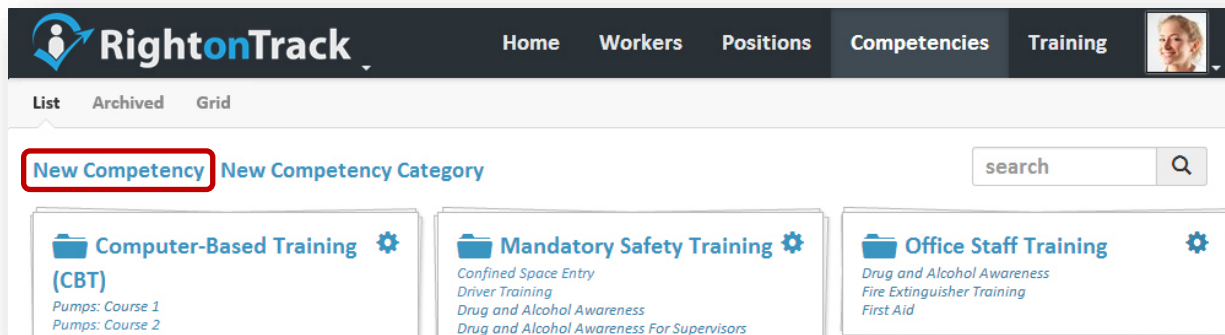 RightonTrack Home Workers Positions Competencies Training
List Archived Grid
New Competency New Competency Category search
Computer-Based Training
(CBT)
Pumps: Course 1
Pumps: Course 2
Mandatory Safety Training
Confined Space Entry
Driver Training
Drug and Alcohol Awareness
Drug and Alcohol Awareness For Supervisors
Office Staff Training
Drug and Alcohol Awareness
Fire Extinguisher Training
First Aid